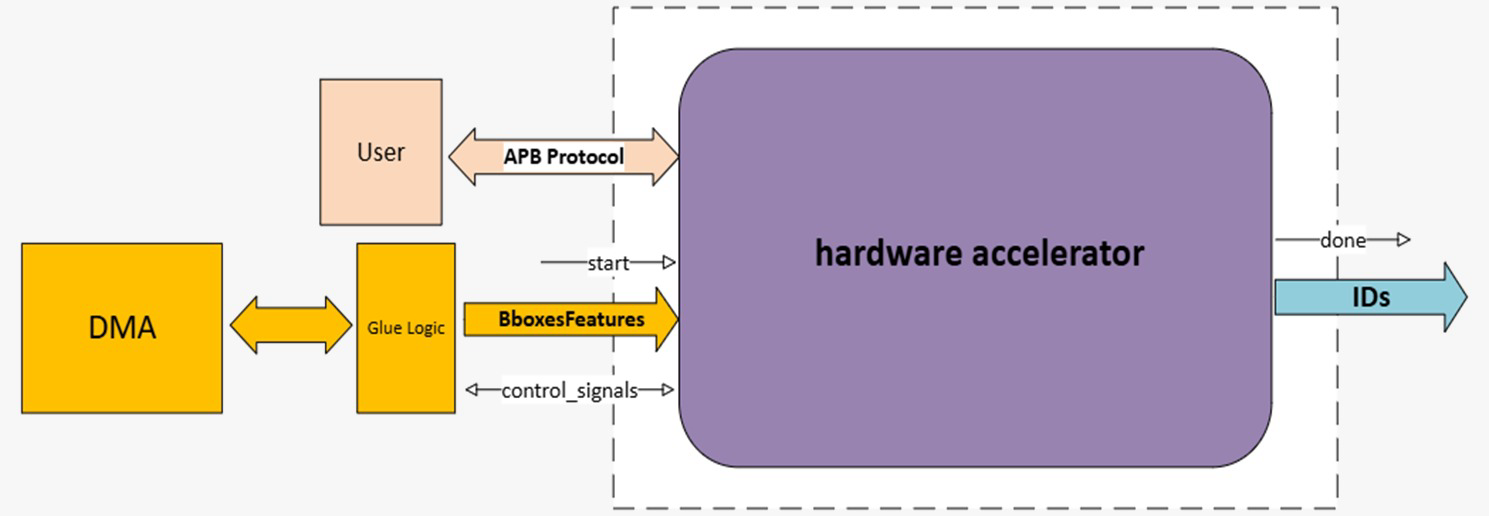 User
APB Protocol
hardware accelerator
start
done
DMA
Glue Logic
BboxesFeatures
IDs
control_signals